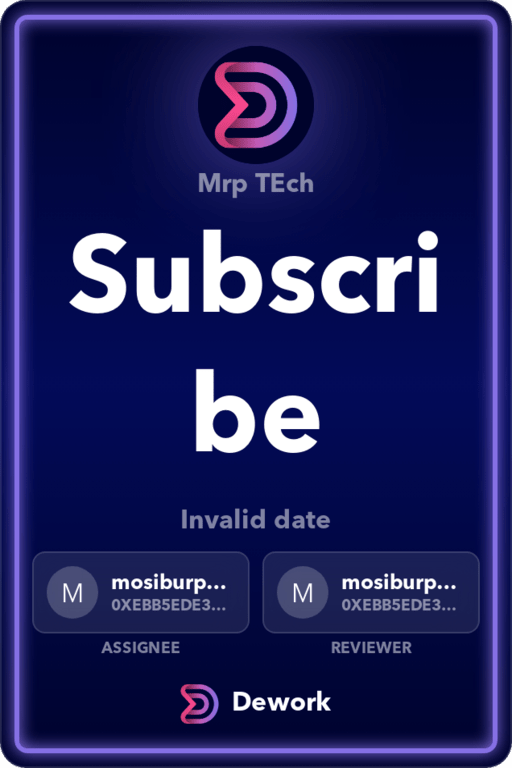 Mrp TEch
Subscri
be
Invalid date
M mosiburp...
0XEBB5EDE3...
ASSIGNEE
M mosiburp...
0XEBB5EDE3...
REVIEWER
Dework